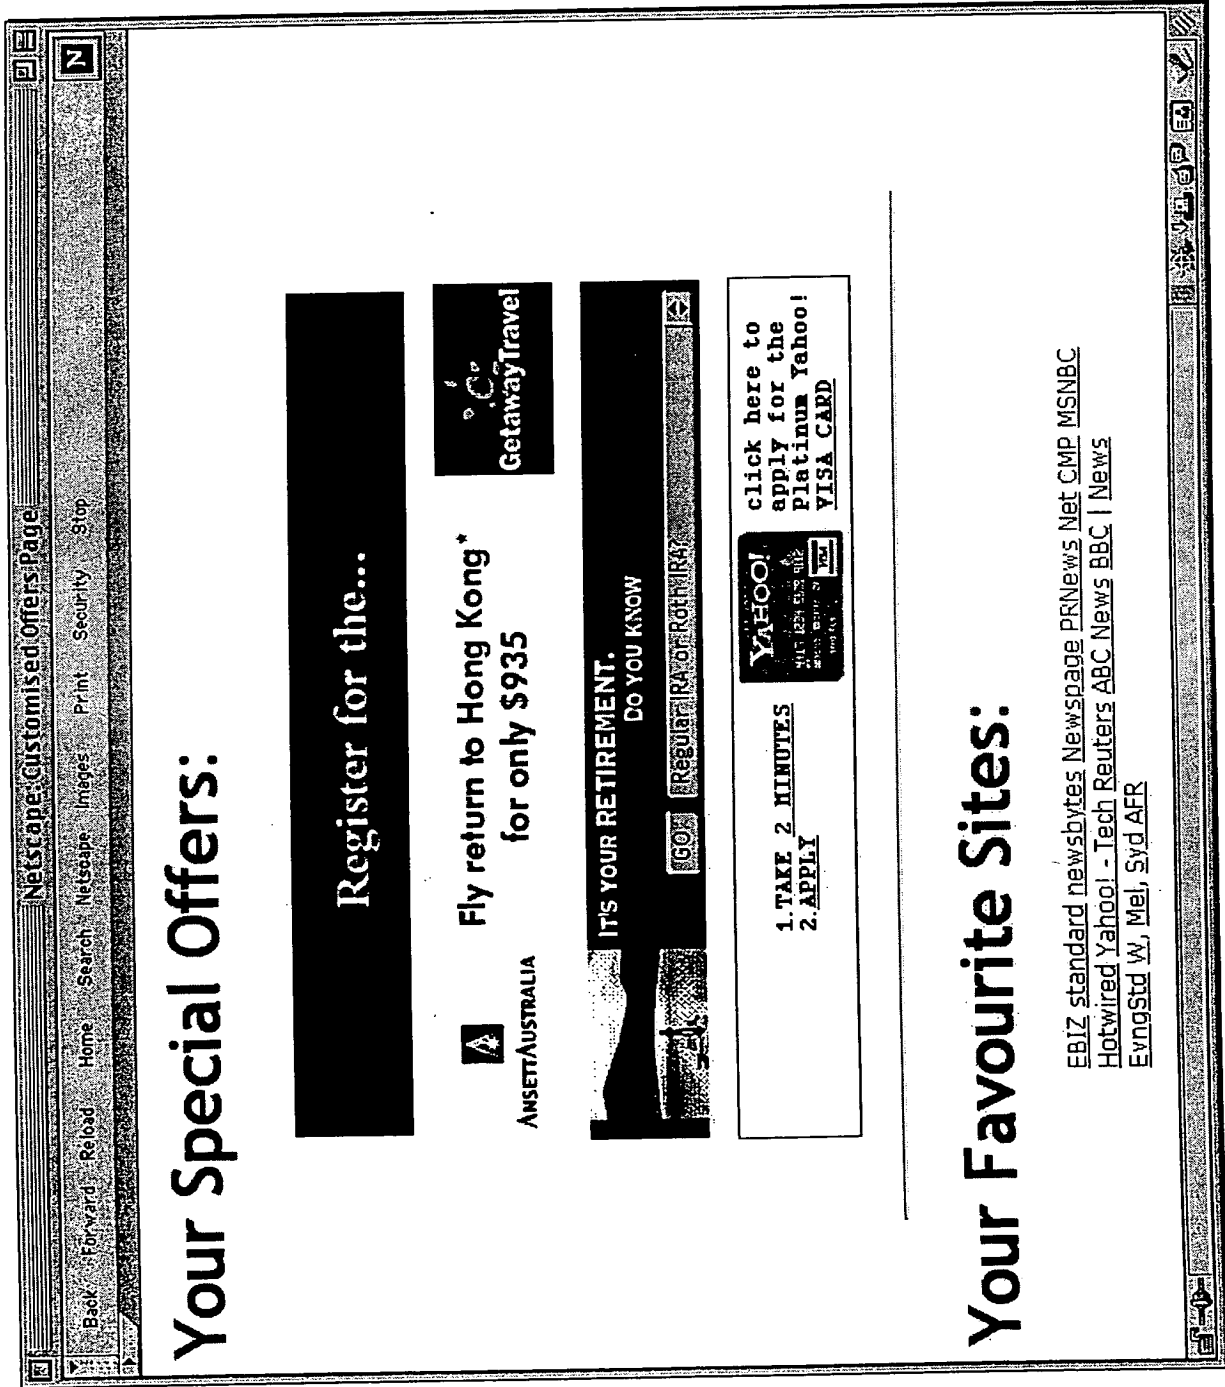 Netscape: Customised Offers Page
Back Forward Reload Home Search Netscape Images Print Security Stop
N
Your Special Offers:
Register for the...
ANSETT AUSTRALIA
Fly return to Hong Kong*
for only $935
GetawayTravel
IT'S YOUR RETIREMENT.
DO YOU KNOW
GO! Regular IRA or Roth IRA?
1.TAKE 2 MINUTES
2.APPLY
YAHOO!
VISA
click here to
apply for the
Platinum Yahoo!
VISA CARD
Your Favourite Sites:
EBIZ standard newsbytes Newspage PRNews Net CMP MSNBC
Hotwired Yahoo! - Tech Reuters ABC News BBC | News
EvngStd W, Mel, Syd AFR